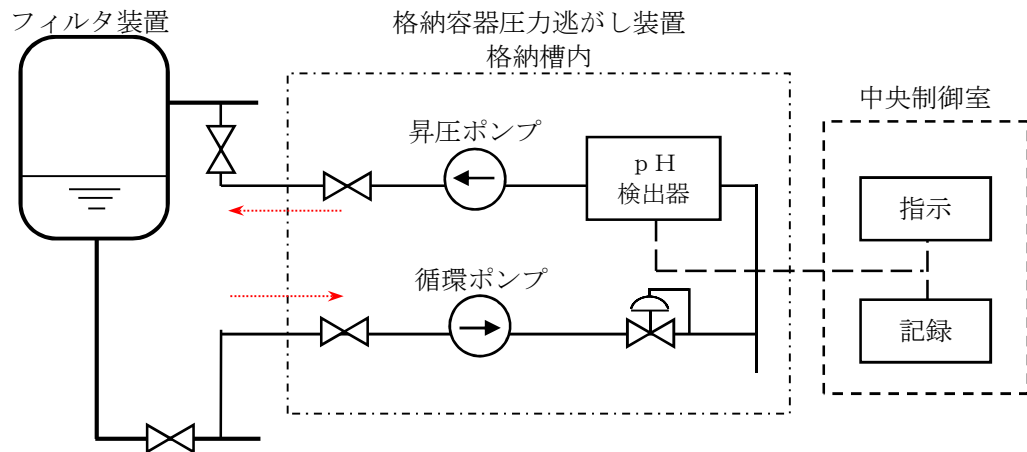 フィルタ装置
格納容器圧力逃がし装置
格納槽内
中央制御室
昇圧ポンプ
ｐＨ
検出器
指示
循環ポンプ
記録